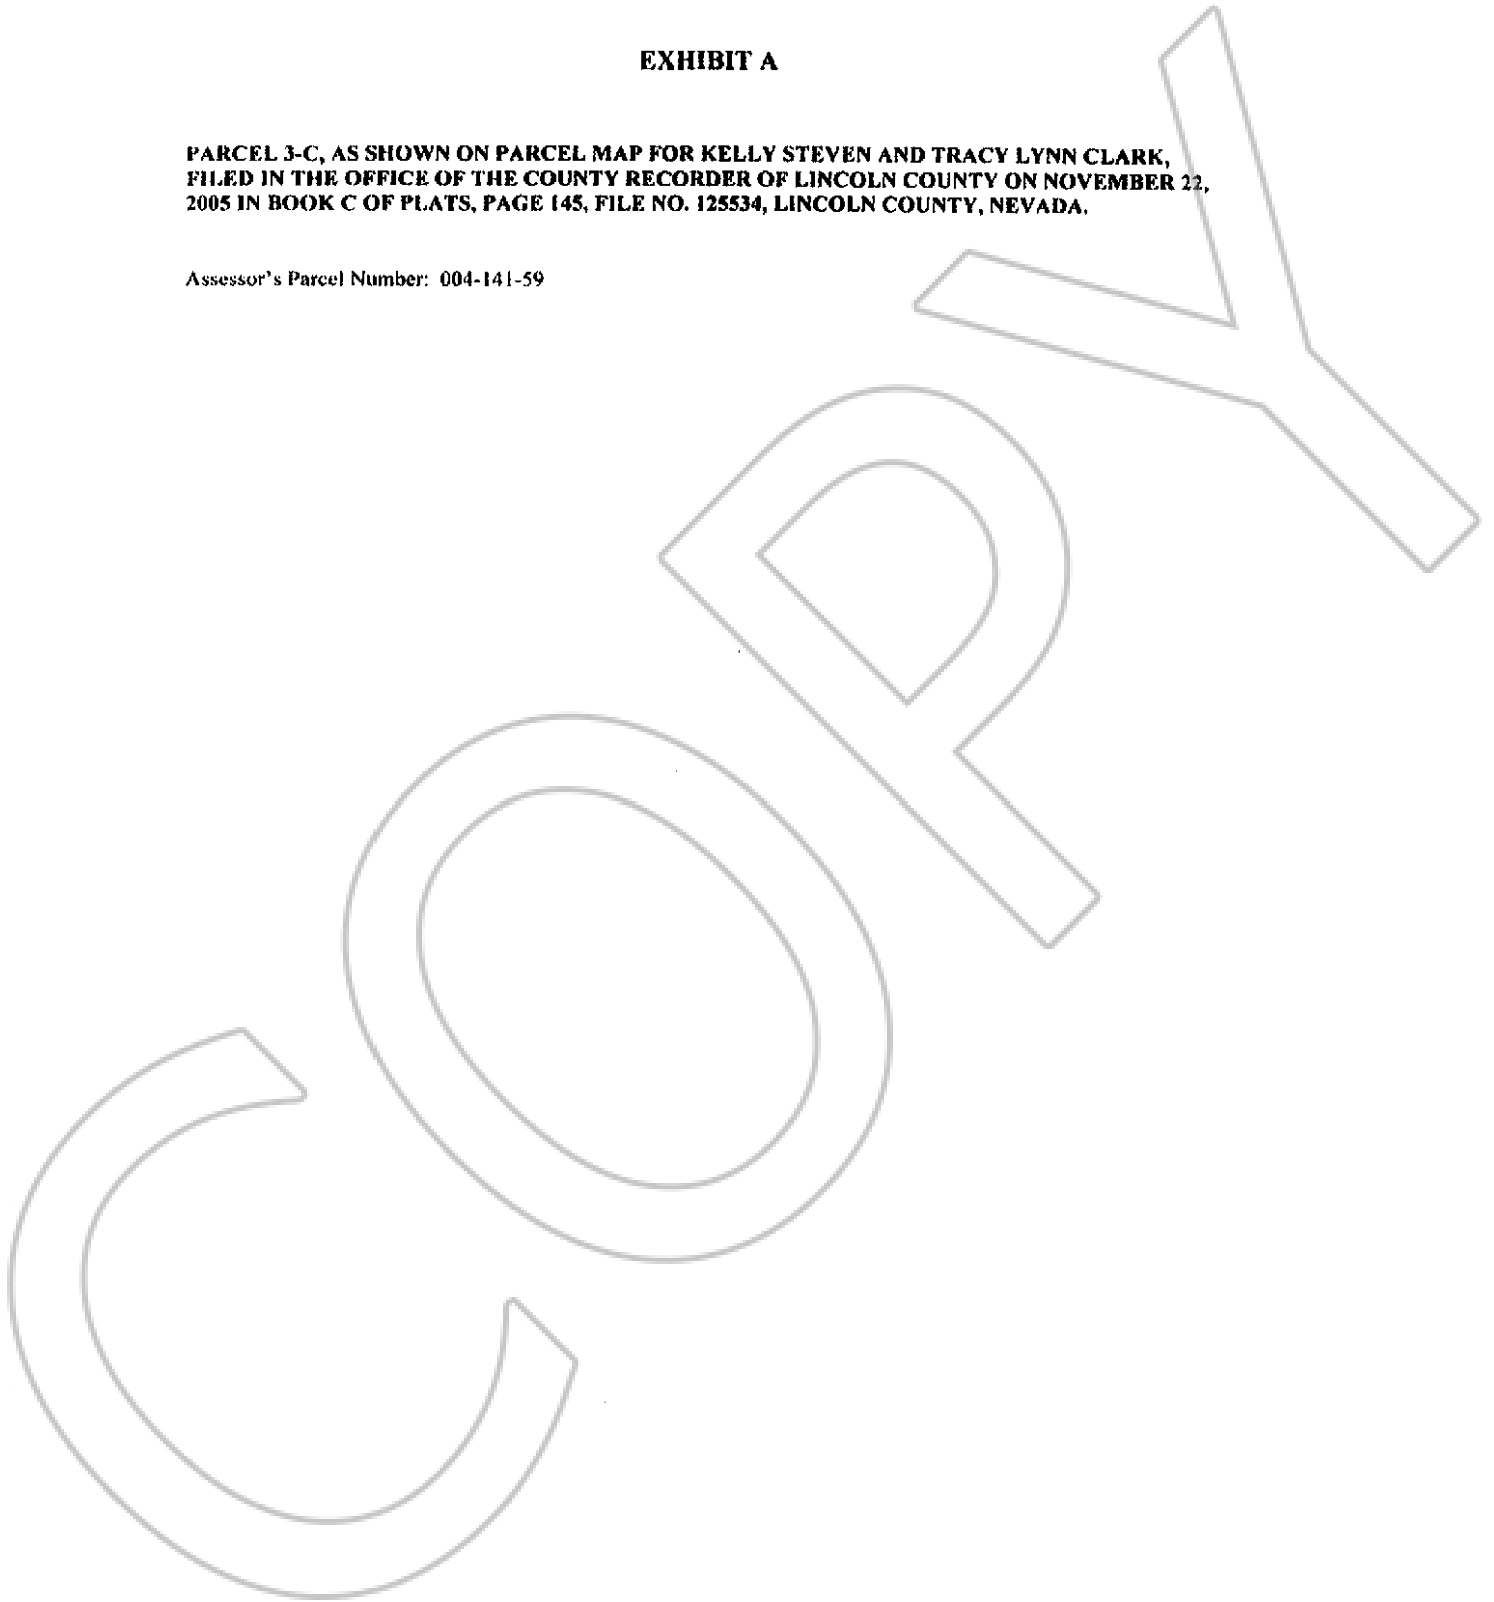 EXHIBIT A
PARCEL 3-C, AS SHOWN ON PARCEL MAP FOR KELLY STEVEN AND TRACY LYNN CLARK,
FILED IN THE OFFICE OF THE COUNTY RECORDER OF LINCOLN COUNTY ON NOVEMBER 22,
2005 IN BOOK C OF PLATS, PAGE 145, FILE NO. 125534, LINCOLN COUNTY, NEVADA.
Assessor's Parcel Number: 004-141-59
COPY